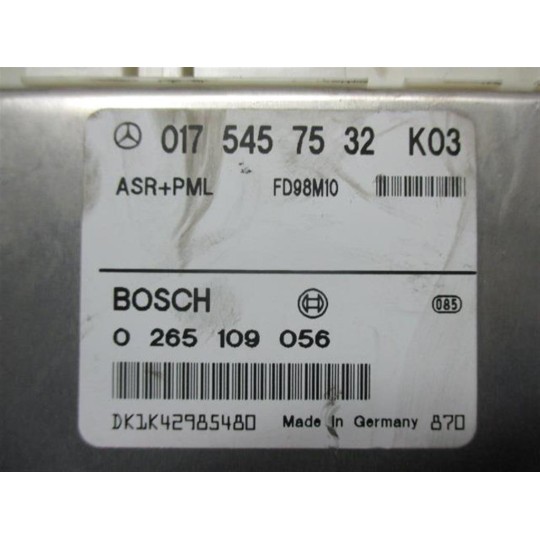 017 545 75 32 K03
ASR+PML FD98M10
BOSCH 085
0 265 109 056
DK1K42985480 Made In Germany 870